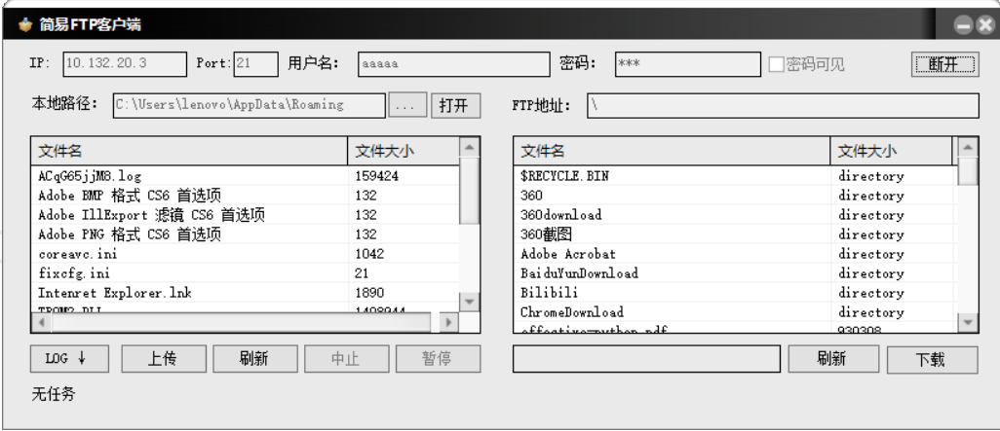 简易FTP客户端
IP: 10.132.20.3 Port: 21 用户名: aaaaa 密码: *** 密码可见 断开
本地路径: C:\Users\lenovo\AppData\Roaming ... 打开 FTP地址: \
文件名 文件大小 文件名 文件大小
ACqG65jjM8.log 159424 $RECYCLE.BIN directory
Adobe BMP 格式 CS6 首选项 132 360 directory
Adobe IllExport 滤镜 CS6 首选项 132 360download directory
Adobe PNG 格式 CS6 首选项 132 360截图 directory
coreavc.ini 1042 Adobe Acrobat directory
fixcfg.ini 21 BaiduYunDownload directory
Intenret Explorer.lnk 1890 Bilibili directory
ChromeDownload directory
effective-python.pdf 930308
LOG ↓ 上传 刷新 中止 暂停 刷新 下载
无任务